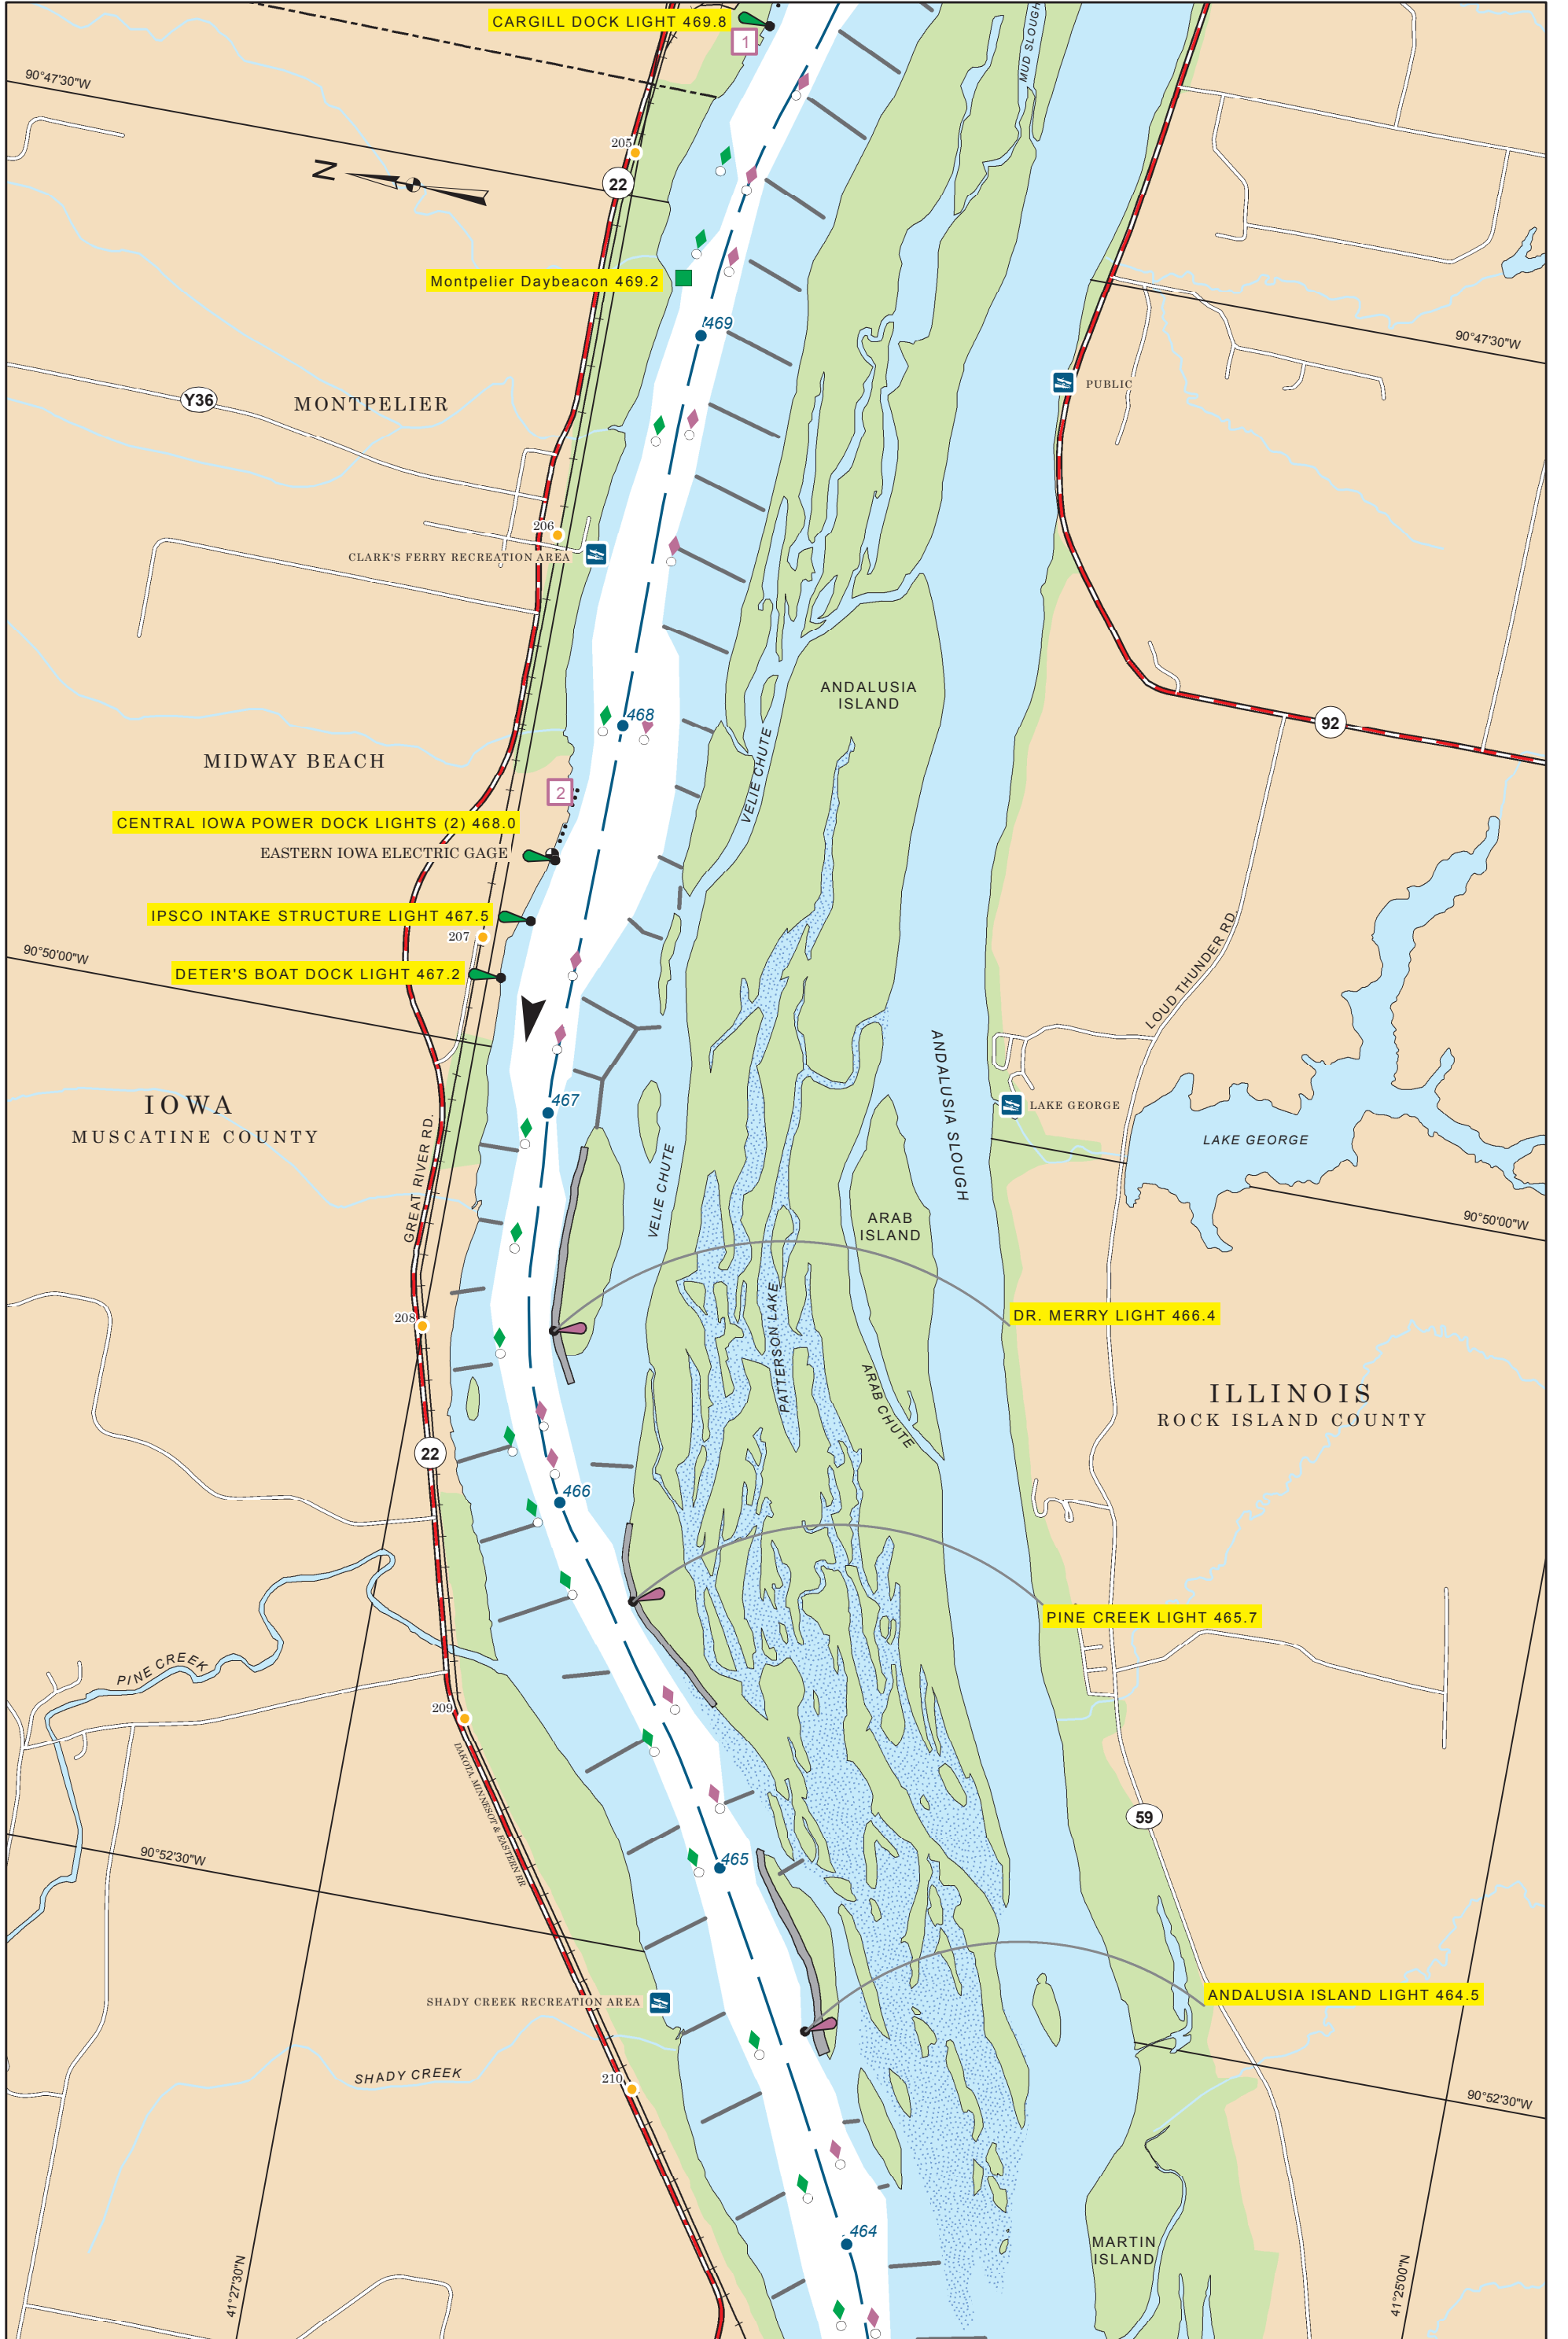 CARGILL DOCK LIGHT 469.8
1
MUD SLOUGH
90°47'30"W
205
N
22
Montpelier Daybeacon 469.2
469
90°47'30"W
PUBLIC
Y36
MONTPELIER
206
CLARK'S FERRY RECREATION AREA
ANDALUSIA
ISLAND
468
92
VELIE CHUTE
MIDWAY BEACH
2
CENTRAL IOWA POWER DOCK LIGHTS (2) 468.0
EASTERN IOWA ELECTRIC GAGE
IPSCO INTAKE STRUCTURE LIGHT 467.5
207
LOUD THUNDER RD.
90°50'00"W
DETER'S BOAT DOCK LIGHT 467.2
467
ANDALUSIA SLOUGH
IOWA
MUSCATINE COUNTY
LAKE GEORGE
LAKE GEORGE
GREAT RIVER RD.
VELIE CHUTE
ARAB
ISLAND
90°50'00"W
208
PATTERSON LAKE
DR. MERRY LIGHT 466.4
ARAB CHUTE
ILLINOIS
ROCK ISLAND COUNTY
22
466
PINE CREEK LIGHT 465.7
PINE CREEK
209
DAKOTA, MINNESOT & EASTERN RR
59
90°52'30"W
465
SHADY CREEK RECREATION AREA
ANDALUSIA ISLAND LIGHT 464.5
SHADY CREEK
210
90°52'30"W
464
MARTIN
ISLAND
41°27'30"N
41°25'00"N